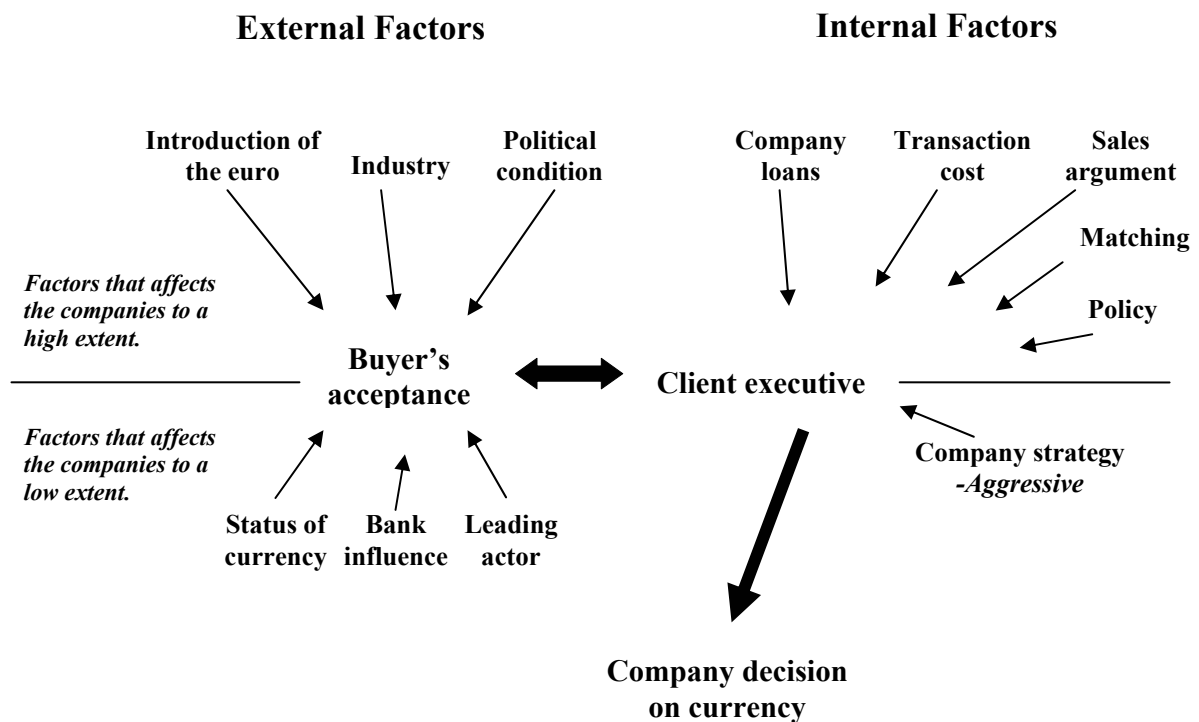 External Factors
Internal Factors
Introduction of
the euro
Industry
Political
condition
Company
loans
Transaction
cost
Sales
argument
Matching
Policy
Factors that affects
the companies to a
high extent.
Buyer’s
acceptance
Client executive
Factors that affects
the companies to a
low extent.
Company strategy
-Aggressive
Status of
currency
Bank
influence
Leading
actor
Company decision
on currency